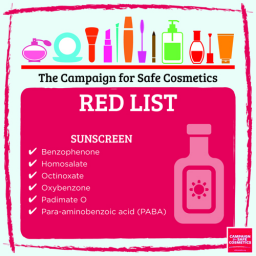 The Campaign for Safe Cosmetics
RED LIST
SUNSCREEN
✔ Benzophenone
✔ Homosalate
✔ Octinoxate
✔ Oxybenzone
✔ Padimate O
✔ Para-aminobenzoic acid (PABA)
CAMPAIGN
for SAFE
COSMETICS